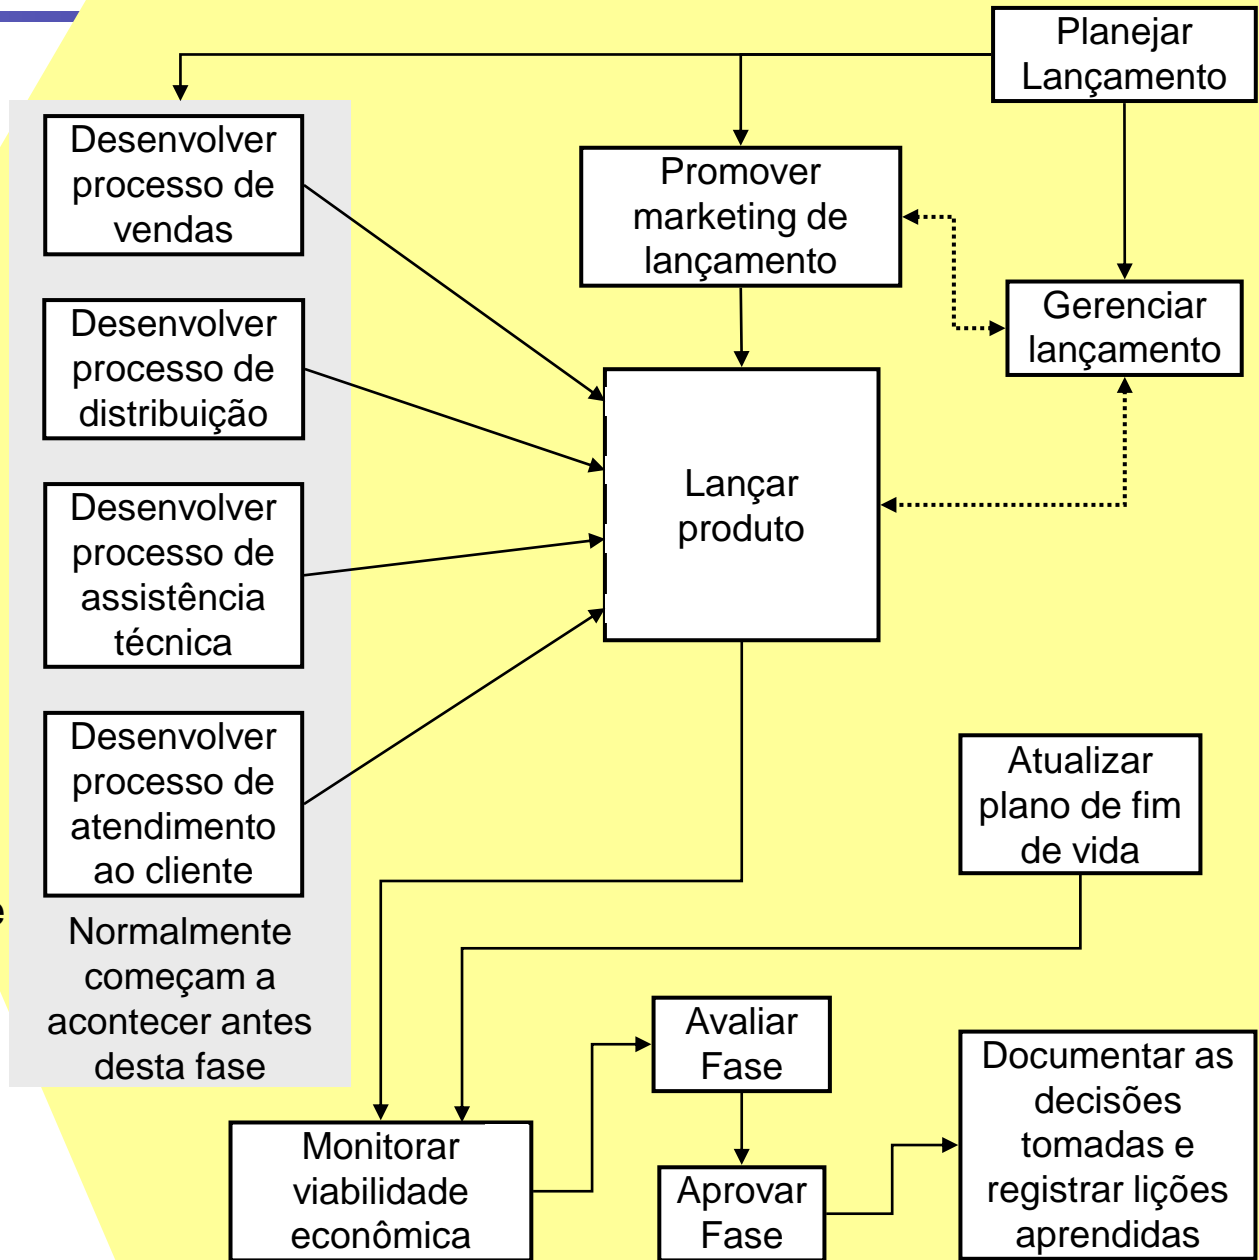 Planejar
Lançamento
Desenvolver
processo de
vendas
Promover
marketing de
lançamento
Gerenciar
lançamento
Desenvolver
processo de
distribuição
Lançar
produto
Desenvolver
processo de
assistência
técnica
Desenvolver
processo de
atendimento
ao cliente
Atualizar
plano de fim
de vida
e
Normalmente
começam a
acontecer antes
desta fase
Avaliar
Fase
Documentar as
decisões
tomadas e
registrar lições
aprendidas
Monitorar
viabilidade
econômica
Aprovar
Fase